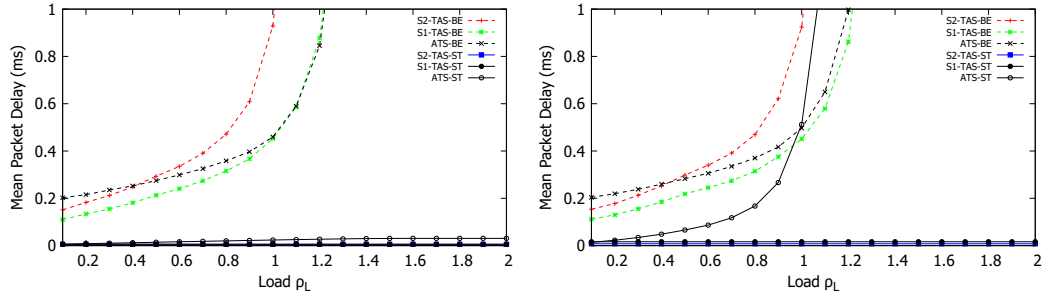 Mean Packet Delay (ms)
1
0.8
0.6
0.4
0.2
0
0.2 0.4 0.6 0.8 1 1.2 1.4 1.6 1.8 2
Load ρL
S2-TAS-BE
S1-TAS-BE
ATS-BE
S2-TAS-ST
S1-TAS-ST
ATS-ST
Mean Packet Delay (ms)
1
0.8
0.6
0.4
0.2
0
0.2 0.4 0.6 0.8 1 1.2 1.4 1.6 1.8 2
Load ρL
S2-TAS-BE
S1-TAS-BE
ATS-BE
S2-TAS-ST
S1-TAS-ST
ATS-ST